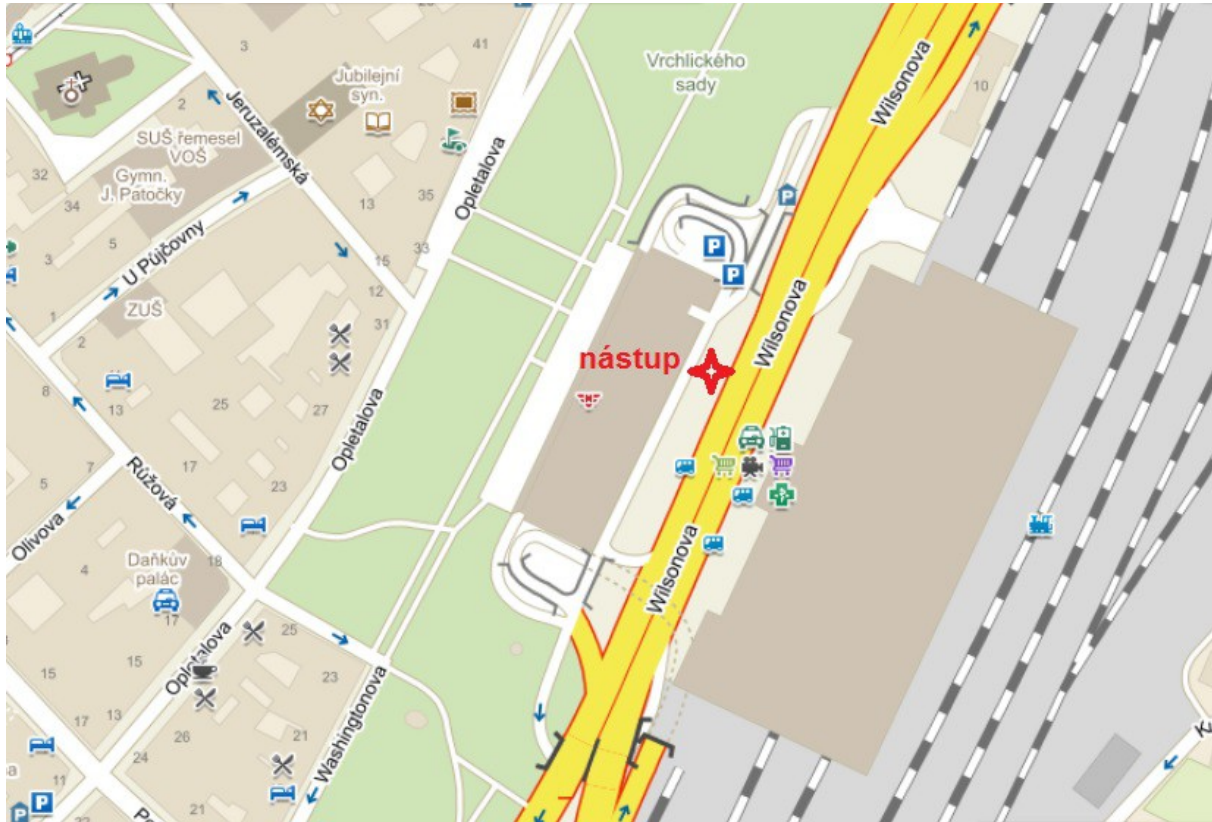 3
41
Vrchlického
sady
Wilsonova
10
Jubilejní
syn.
2
Jeruzalémská
SUŠ řemesel
VOŠ
Gymn.
J. Patočky
32
34
13
35
Opletalova
5
3
U Půjčovny
33
15
P
P
P
12
ZUŠ
1
2
31
Wilsonova
nástup
8
13
25
27
Opletalova
M
7
17
Růžová
5
23
Olivova
Wilsonova
4
Daňkův
palác
18
17
25
Opletalova
15
15
23
Washingtonova
17
13
24
26
21
11
P
P
21
22